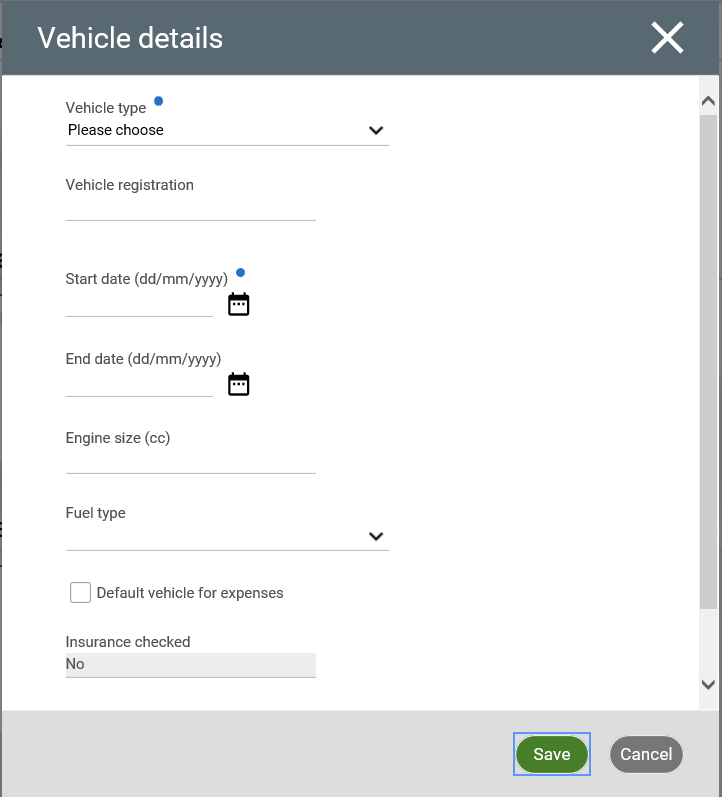 Vehicle details
Vehicle type
Please choose
Vehicle registration
Start date (dd/mm/yyyy)
End date (dd/mm/yyyy)
Engine size (cc)
Fuel type
Default vehicle for expenses
Insurance checked
No
Save
Cancel